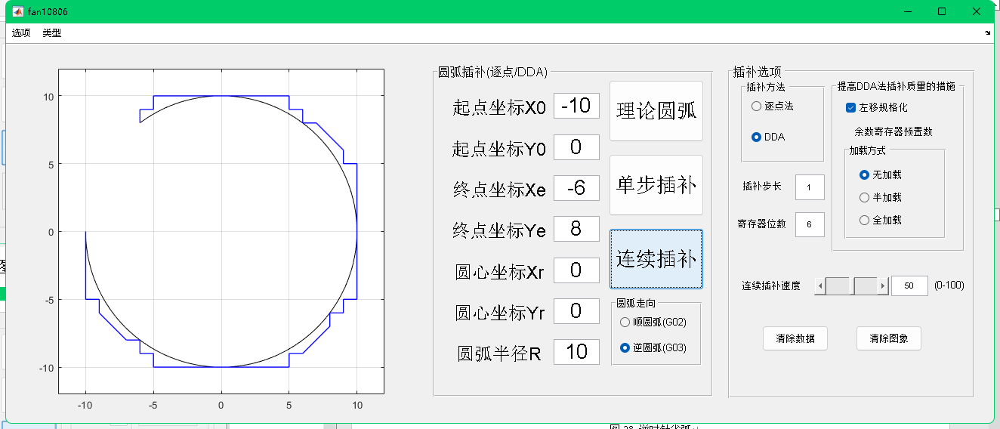 fan10806
选项 类型
10
5
0
-5
-10
-10 -5 0 5 10
圆弧插补(逐点/DDA)
起点坐标X0 -10
起点坐标Y0 0
终点坐标Xe -6
终点坐标Ye 8
圆心坐标Xr 0
圆心坐标Yr 0
圆弧半径R 10
理论圆弧
单步插补
连续插补
圆弧走向
顺圆弧(G02)
逆圆弧(G03)
插补选项
插补方法
逐点法
DDA
插补步长 1
寄存器位数 6
提高DDA法插补质量的措施
左移规格化
余数寄存器预置数
加载方式
无加载
半加载
全加载
连续插补速度 50 (0-100)
清除数据 清除图象